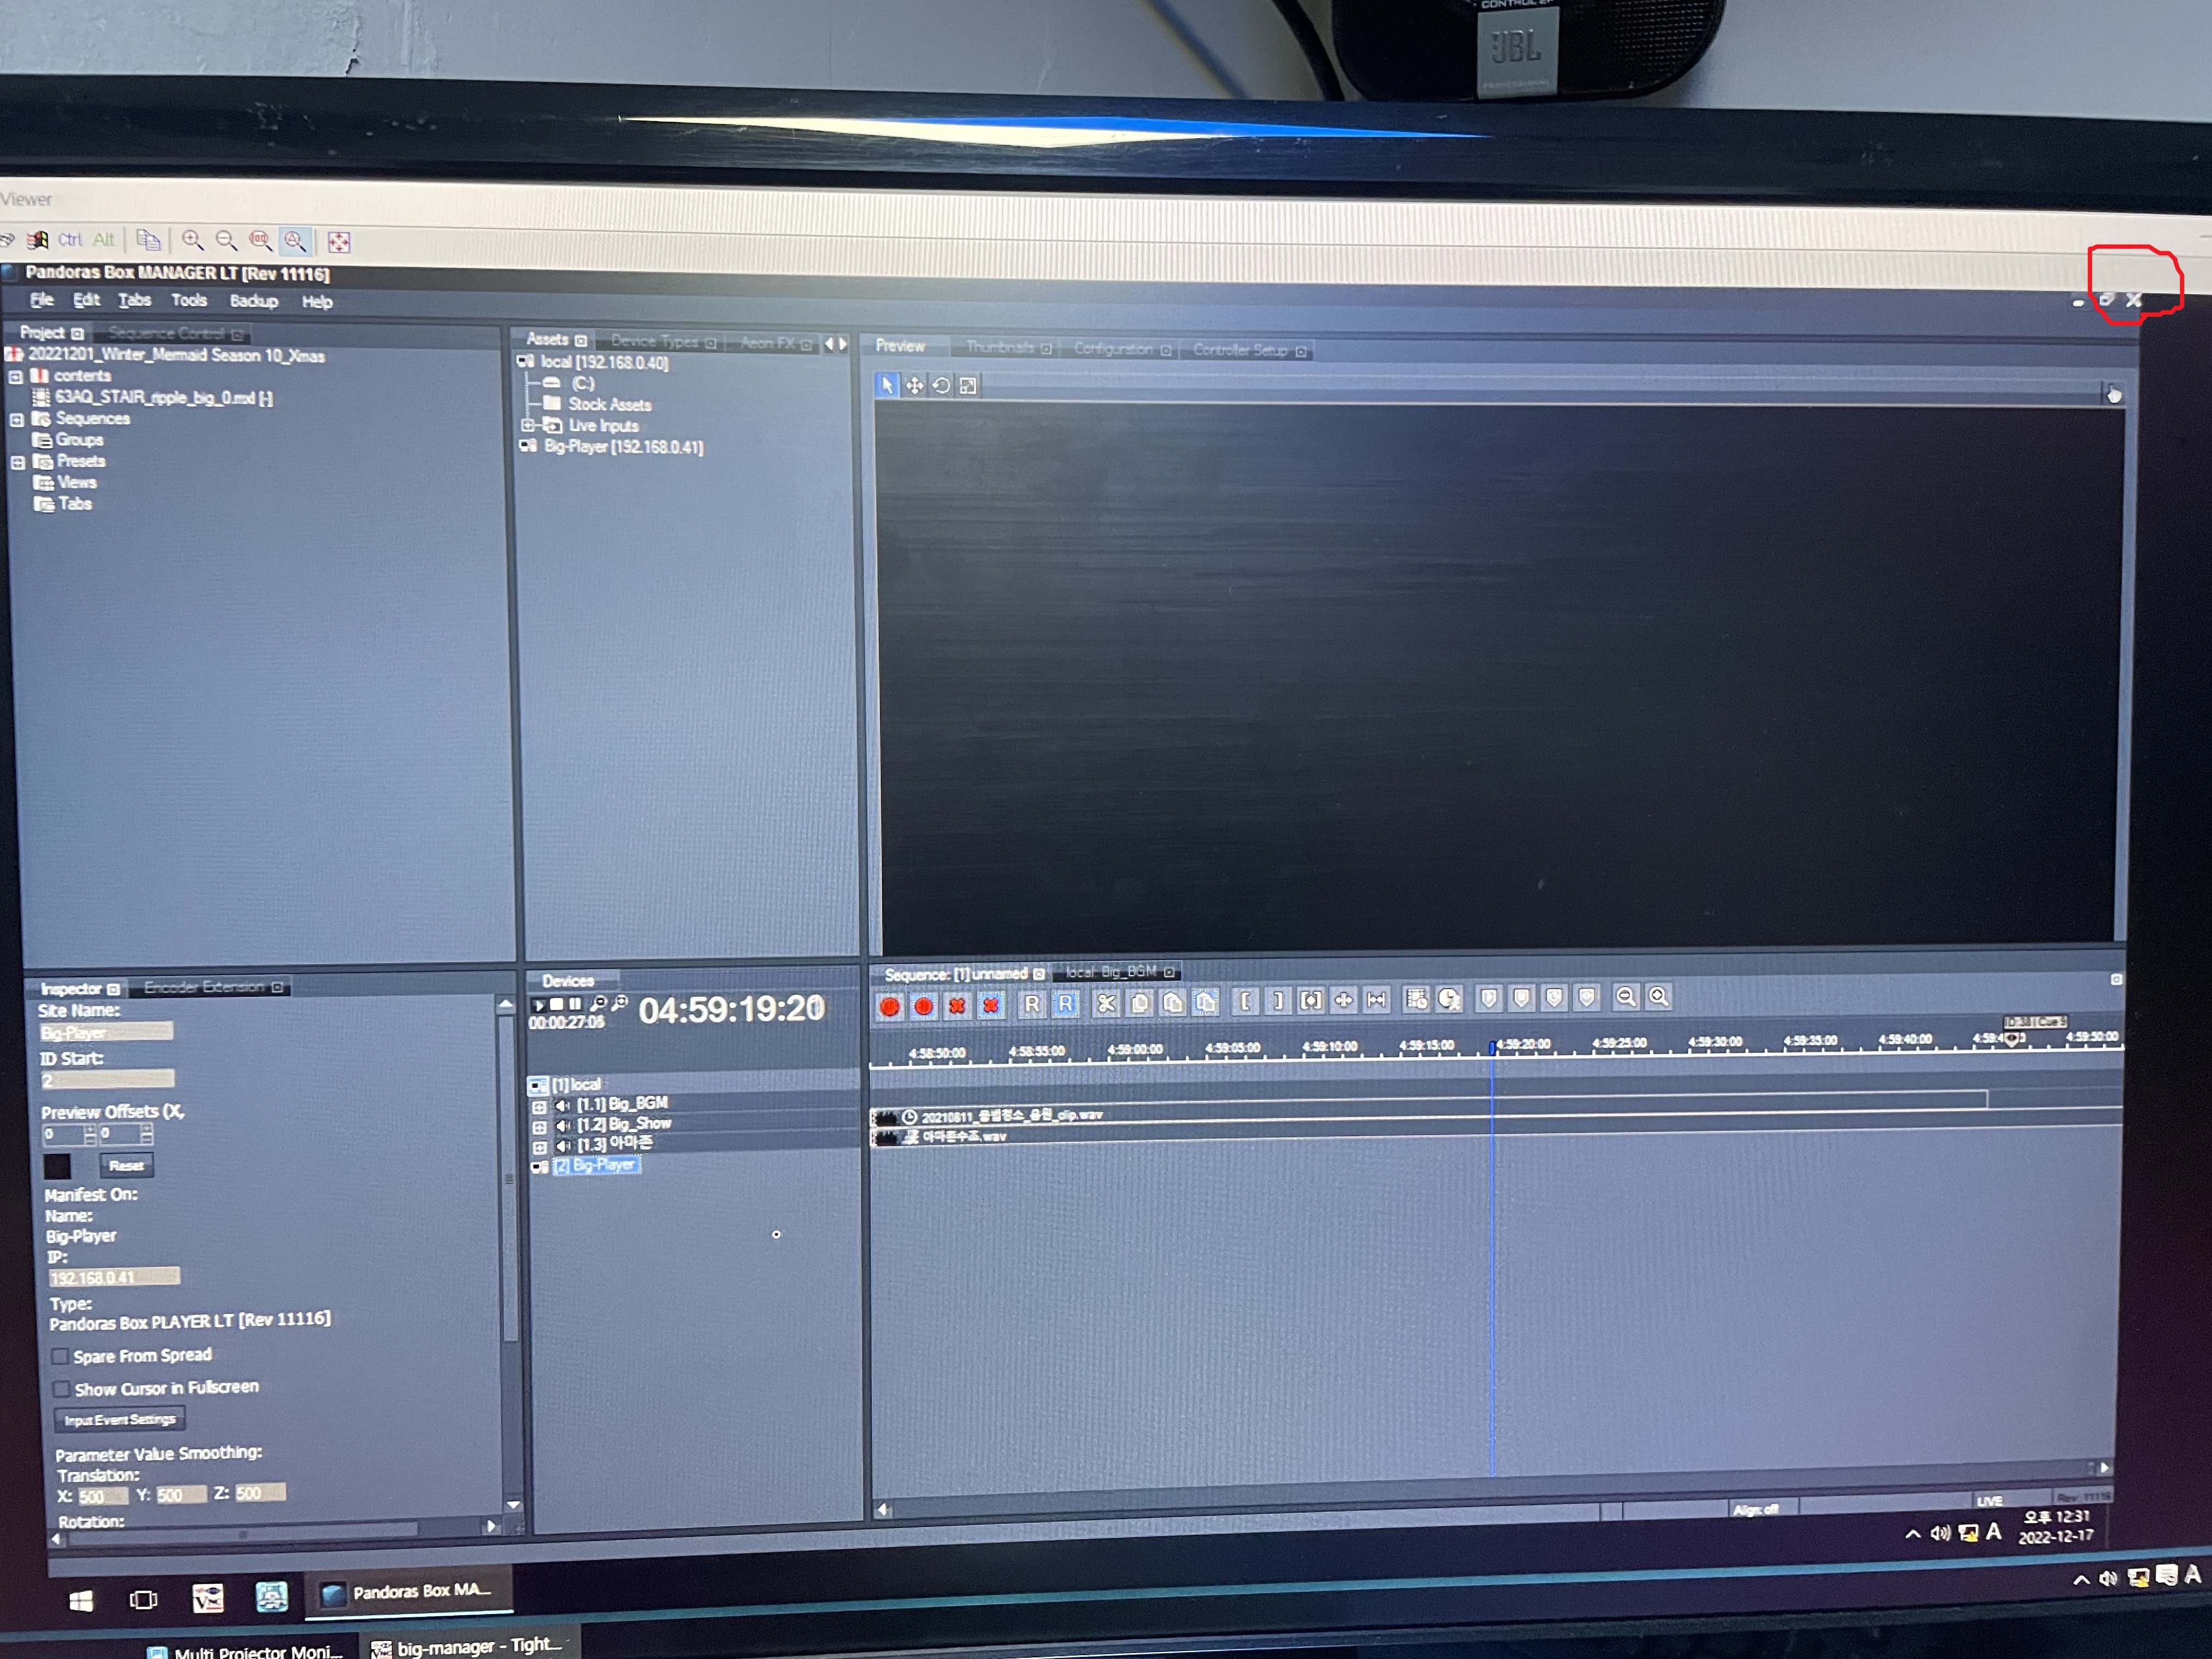 CONTROL
JBL
PROFESSIONAL
Viewer
Ctrl Alt
Pandoras Box MANAGER LT [Rev 11116]
File Edit Tabs Tools Backup Help
Project Sequence Control
20221201_Winter_Mermaid Season 10_Xmas
contents
63AQ_STAIR_ripple_big_0.mxl [-]
Sequences
Groups
Presets
Views
Tabs
Assets Device Types Aeon FX
local [192.168.0.40]
(C:)
Stock Assets
Live Inputs
Big-Player [192.168.0.41]
Preview Thumbnails Configuration Controller Setup
Inspector Encoder Extension
Site Name:
Big-Player
ID Start:
2
Preview Offsets (X,
0 0
Reset
Manifest On:
Name:
Big-Player
IP:
192.168.0.41
Type:
Pandoras Box PLAYER LT [Rev 11116]
Spare From Spread
Show Cursor in Fullscreen
Input Event Settings
Parameter Value Smoothing:
Translation:
X: 500 Y: 500 Z: 500
Rotation:
Devices
04:59:19:20
00:00:27:06
[1] local
[1.1] Big_BGM
[1.2] Big_Show
[1.3] 아마존
[2] Big-Player
Sequence: [1] unnamed local: Big_BGM
R R
ID:38 | Cue 9
4:58:50:00 4:58:55:00 4:59:00:00 4:59:05:00 4:59:10:00 4:59:15:00 4:59:20:00 4:59:25:00 4:59:30:00 4:59:35:00 4:59:40:00 4:59:50:00
아마존수조.wav
Align: off LIVE Rev: 11116
A 오후 12:31
2022-12-17
Pandoras Box MA...
A
Multi Projector Moni... big-manager - Tight...